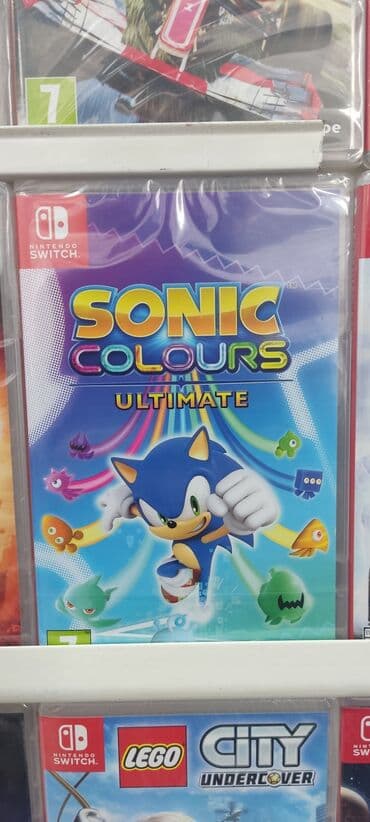 7
NINTENDO
SWITCH
SONIC
COLOURS
ULTIMATE
7
NINTENDO
SWITCH
LEGO
CITY
UNDERCOVER